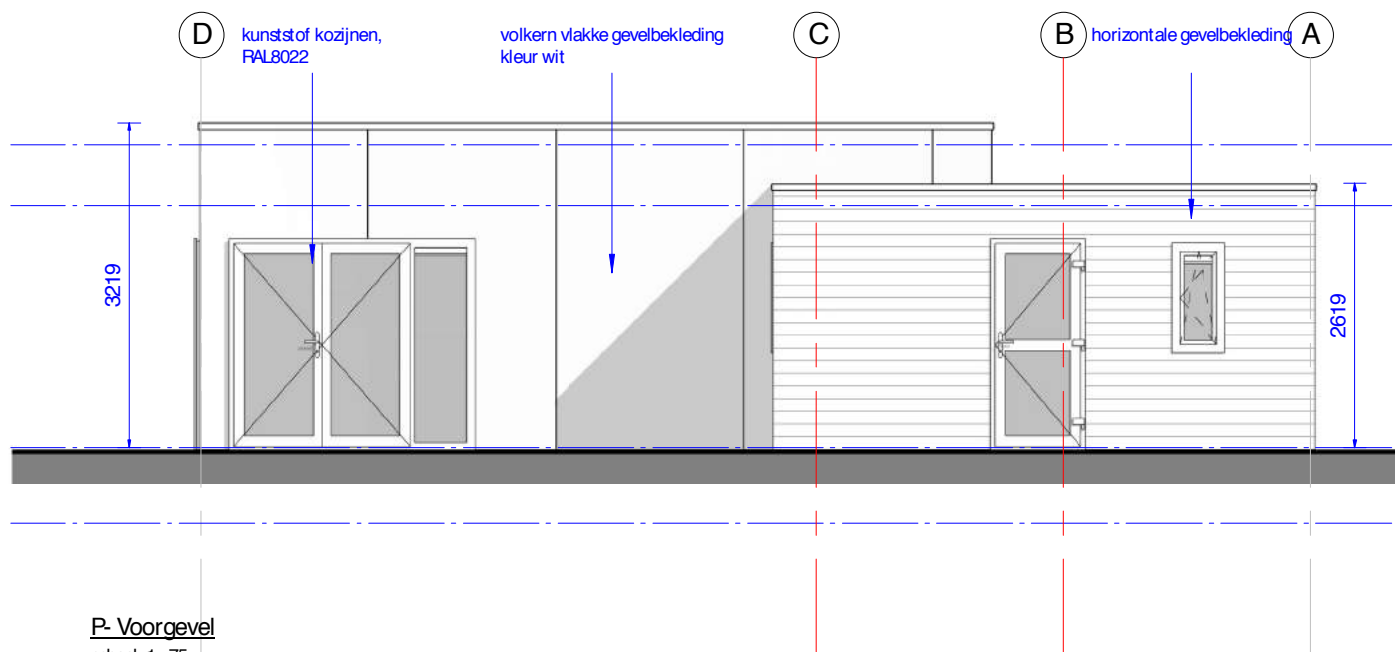 D
kunststof kozijnen,
RAL8022
volkern vlakke gevelbekleding
kleur wit
C
B
horizontale gevelbekleding
A
3219
2619
P- Voorgevel